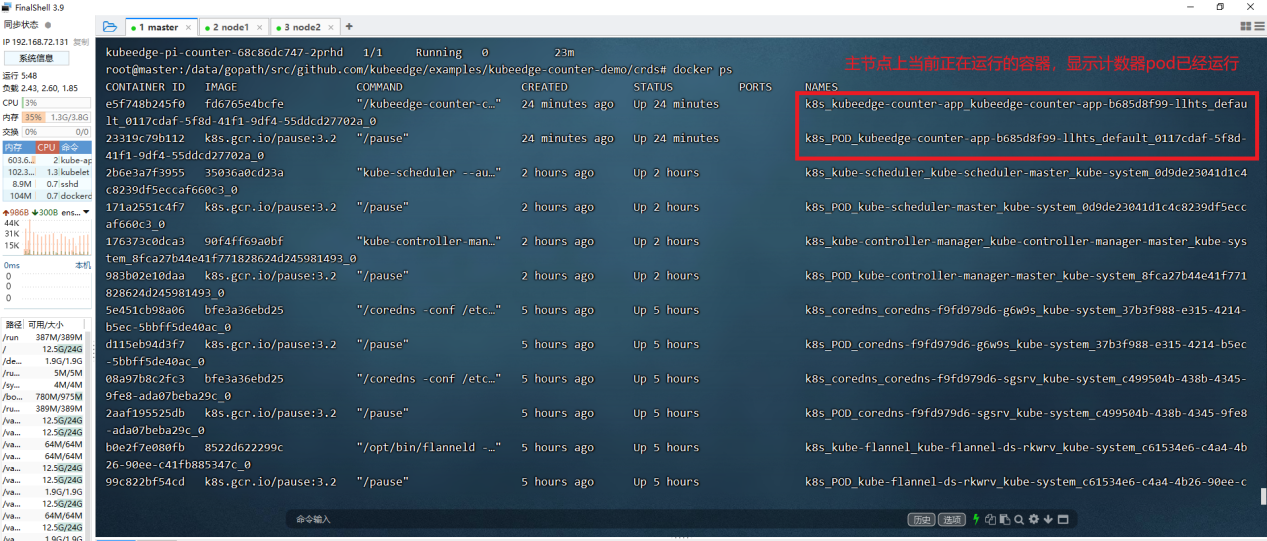 FinalShell 3.9
同步状态
IP 192.168.72.131 复制
系统信息
运行 5:48
负载 2.43, 2.60, 1.85
CPU 3%
内存 35% 1.3G/3.8G
交换 0% 0/0
内存 CPU 命令
603.6... 2 kube-ap
102.3... 1.3 kubelet
8.9M 0.7 sshd
104M 0.7 dockerd
986B 300B ens...
44K
31K
15K
0ms 本机
0
0
0
路径 可用/大小
/run 387M/389M
/ 12.5G/24G
/de... 1.9G/1.9G
/ru... 5M/5M
/sy... 4M/4M
/bo... 780M/975M
/ru... 389M/389M
/va... 12.5G/24G
/va... 12.5G/24G
/va... 64M/64M
/va... 64M/64M
/va... 12.5G/24G
/va... 12.5G/24G
/va... 1.9G/1.9G
/va... 12.5G/24G
/va... 64M/64M
/va... 12.5G/24G
/va... 1.9G/1.9G
1 master × 2 node1 × 3 node2 × +
kubeedge-pi-counter-68c86dc747-2prhd 1/1 Running 0 23m
root@master:/data/gopath/src/github.com/kubeedge/examples/kubeedge-counter-demo/crds# docker ps
主节点上当前正在运行的容器，显示计数器pod已经运行
CONTAINER ID IMAGE COMMAND CREATED STATUS PORTS NAMES
e5f748b245f0 fd6765e4bcfe "/kubeedge-counter-c…" 24 minutes ago Up 24 minutes k8s_kubeedge-counter-app_kubeedge-counter-app-b685d8f99-llhts_defau
lt_0117cdaf-5f8d-41f1-9df4-55ddcd27702a_0
23319c79b112 k8s.gcr.io/pause:3.2 "/pause" 24 minutes ago Up 24 minutes k8s_POD_kubeedge-counter-app-b685d8f99-llhts_default_0117cdaf-5f8d-
41f1-9df4-55ddcd27702a_0
2b6e3a7f3955 35036a0cd23a "kube-scheduler --au…" 2 hours ago Up 2 hours k8s_kube-scheduler_kube-scheduler-master_kube-system_0d9de23041d1c4
c8239df5eccaf660c3_0
171a2551c4f7 k8s.gcr.io/pause:3.2 "/pause" 2 hours ago Up 2 hours k8s_POD_kube-scheduler-master_kube-system_0d9de23041d1c4c8239df5ecc
af660c3_0
176373c0dca3 90f4ff69a0bf "kube-controller-man…" 2 hours ago Up 2 hours k8s_kube-controller-manager_kube-controller-manager-master_kube-sys
tem_8fca27b44e41f771828624d245981493_0
983b02e10daa k8s.gcr.io/pause:3.2 "/pause" 2 hours ago Up 2 hours k8s_POD_kube-controller-manager-master_kube-system_8fca27b44e41f771
828624d245981493_0
5e451cb98a06 bfe3a36ebd25 "/coredns -conf /etc…" 5 hours ago Up 5 hours k8s_coredns_coredns-f9fd979d6-g6w9s_kube-system_37b3f988-e315-4214-
b5ec-5bbff5de40ac_0
d115eb94d3f7 k8s.gcr.io/pause:3.2 "/pause" 5 hours ago Up 5 hours k8s_POD_coredns-f9fd979d6-g6w9s_kube-system_37b3f988-e315-4214-b5ec
-5bbff5de40ac_0
08a97b8c2fc3 bfe3a36ebd25 "/coredns -conf /etc…" 5 hours ago Up 5 hours k8s_coredns_coredns-f9fd979d6-sgsrv_kube-system_c499504b-438b-4345-
9fe8-ada07beba29c_0
2aaf195525db k8s.gcr.io/pause:3.2 "/pause" 5 hours ago Up 5 hours k8s_POD_coredns-f9fd979d6-sgsrv_kube-system_c499504b-438b-4345-9fe8
-ada07beba29c_0
b0e2f7e080fb 8522d622299c "/opt/bin/flanneld -…" 5 hours ago Up 5 hours k8s_kube-flannel_kube-flannel-ds-rkwrv_kube-system_c61534e6-c4a4-4b
26-90ee-c41fb885347c_0
99c822bf54cd k8s.gcr.io/pause:3.2 "/pause" 5 hours ago Up 5 hours k8s_POD_kube-flannel-ds-rkwrv_kube-system_c61534e6-c4a4-4b26-90ee-c
命令输入 历史 选项